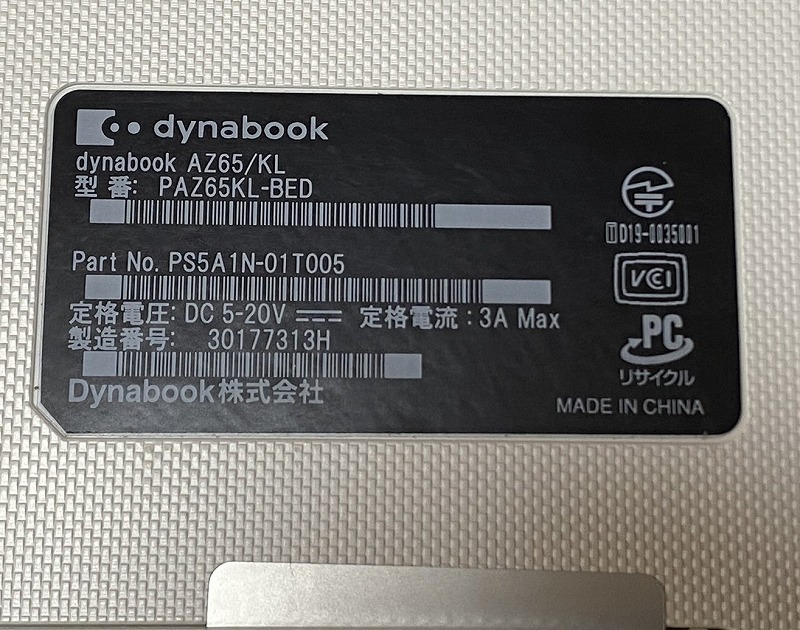 dynabook
dynabook AZ65/KL
型 番: PAZ65KL-BED
Part No. PS5A1N-01T005
定格電圧: DC 5-20V 定格電流 : 3A Max
製造番号: 30177313H
Dynabook株式会社
T D19-0035001
VCI
PC
リサイクル
MADE IN CHINA